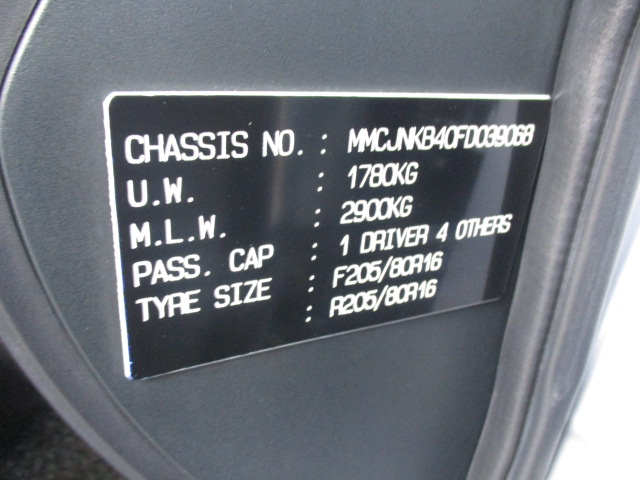 CHASSIS NO. : MMCJNKB40FD039068
U.W. : 1780KG
M.L.W. : 2900KG
PASS. CAP : 1 DRIVER 4 OTHERS
TYRE SIZE : F205/80R16
: R205/80R16